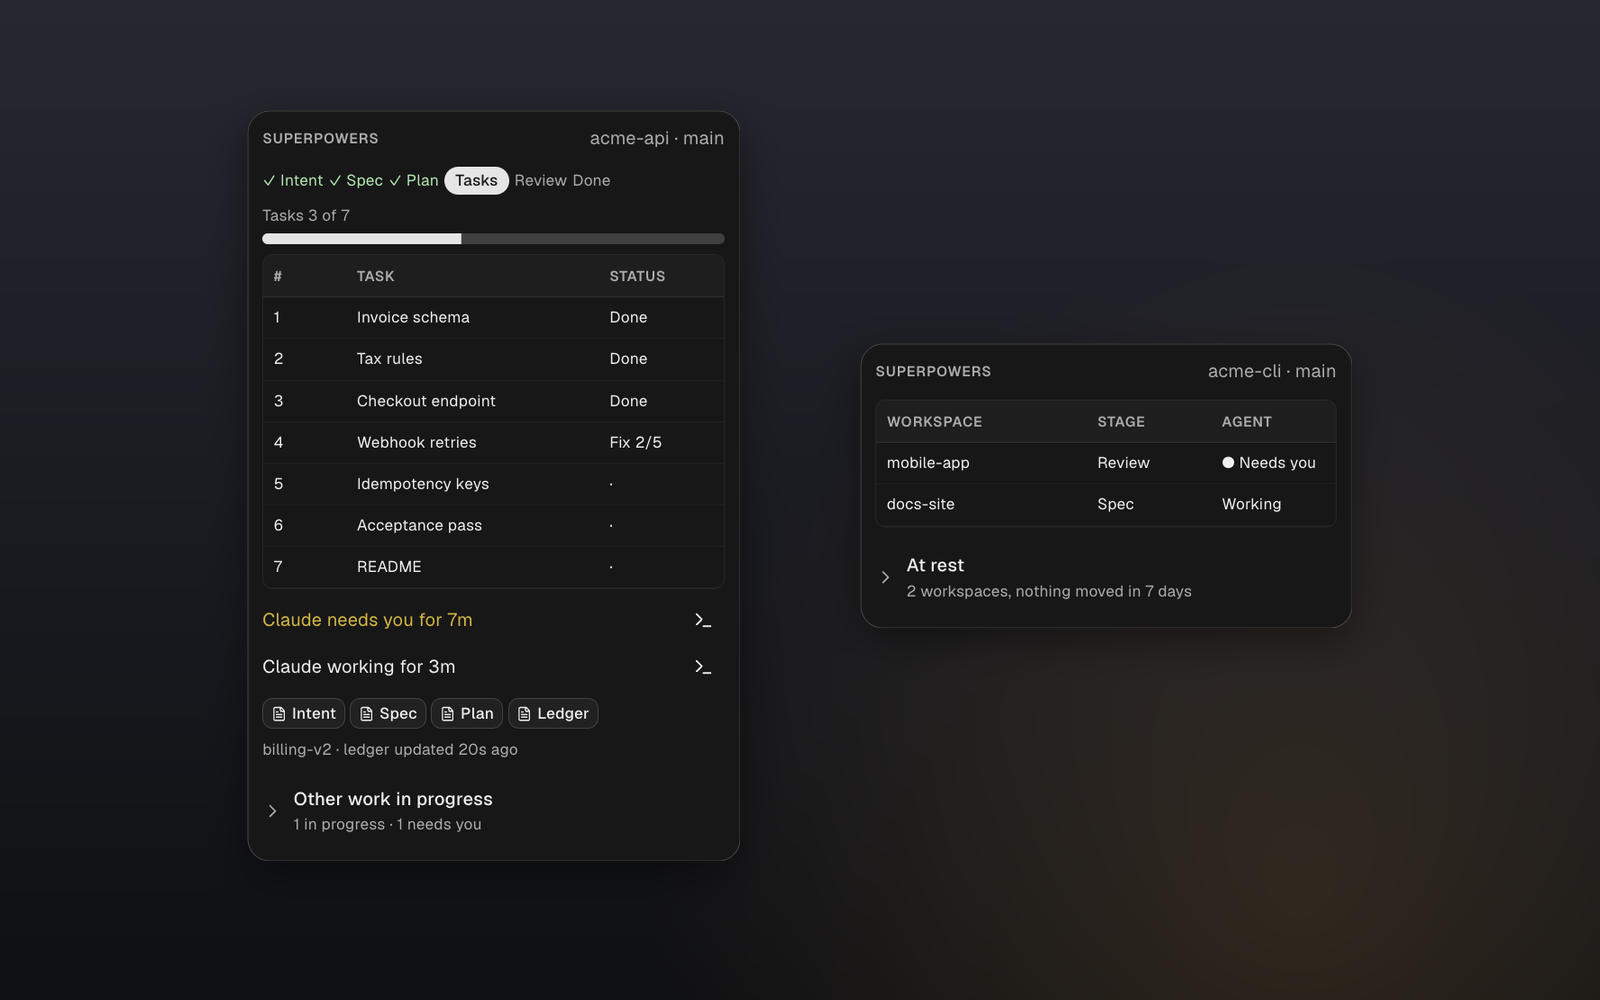 SUPERPOWERS acme-api · main
✓ Intent ✓ Spec ✓ Plan Tasks Review Done
Tasks 3 of 7
# TASK STATUS
1 Invoice schema Done
2 Tax rules Done
3 Checkout endpoint Done
4 Webhook retries Fix 2/5
5 Idempotency keys ·
6 Acceptance pass ·
7 README ·
Claude needs you for 7m
Claude working for 3m
Intent Spec Plan Ledger
billing-v2 · ledger updated 20s ago
Other work in progress
1 in progress · 1 needs you
SUPERPOWERS acme-cli · main
WORKSPACE STAGE AGENT
mobile-app Review ● Needs you
docs-site Spec Working
At rest
2 workspaces, nothing moved in 7 days